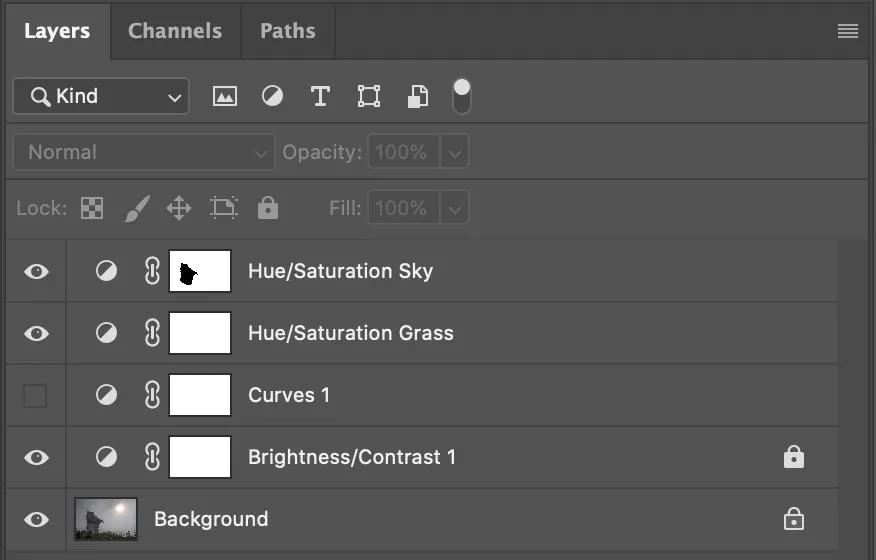 Layers Channels Paths
Kind
Normal Opacity: 100%
Lock: Fill: 100%
Hue/Saturation Sky
Hue/Saturation Grass
Curves 1
Brightness/Contrast 1
Background